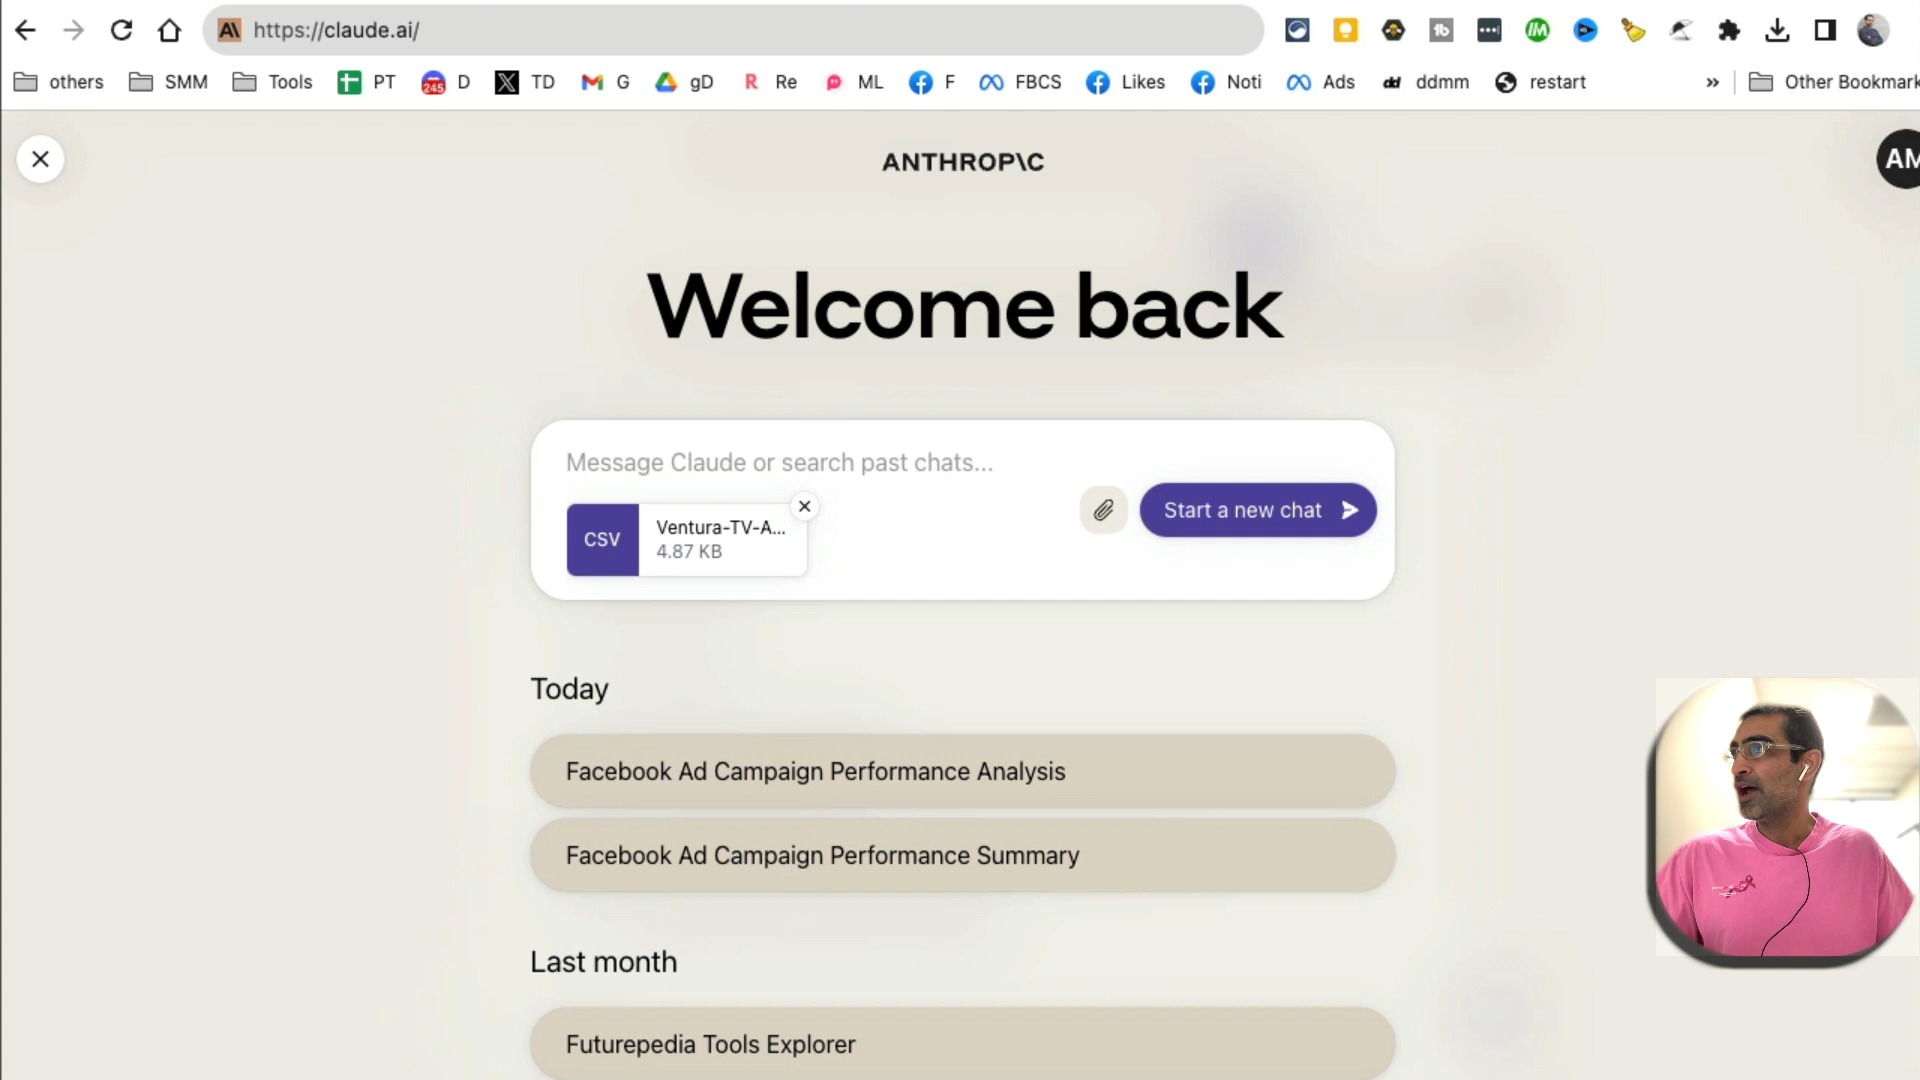 https://claude.ai/
others SMM Tools PT 245 D TD G gD Re ML F FBCS Likes Noti Ads dd ddmm restart » Other Bookmark
ANTHROP\C
AM
Welcome back
Message Claude or search past chats...
CSV
Ventura-TV-A...
4.87 KB
Start a new chat
Today
Facebook Ad Campaign Performance Analysis
Facebook Ad Campaign Performance Summary
Last month
Futurepedia Tools Explorer